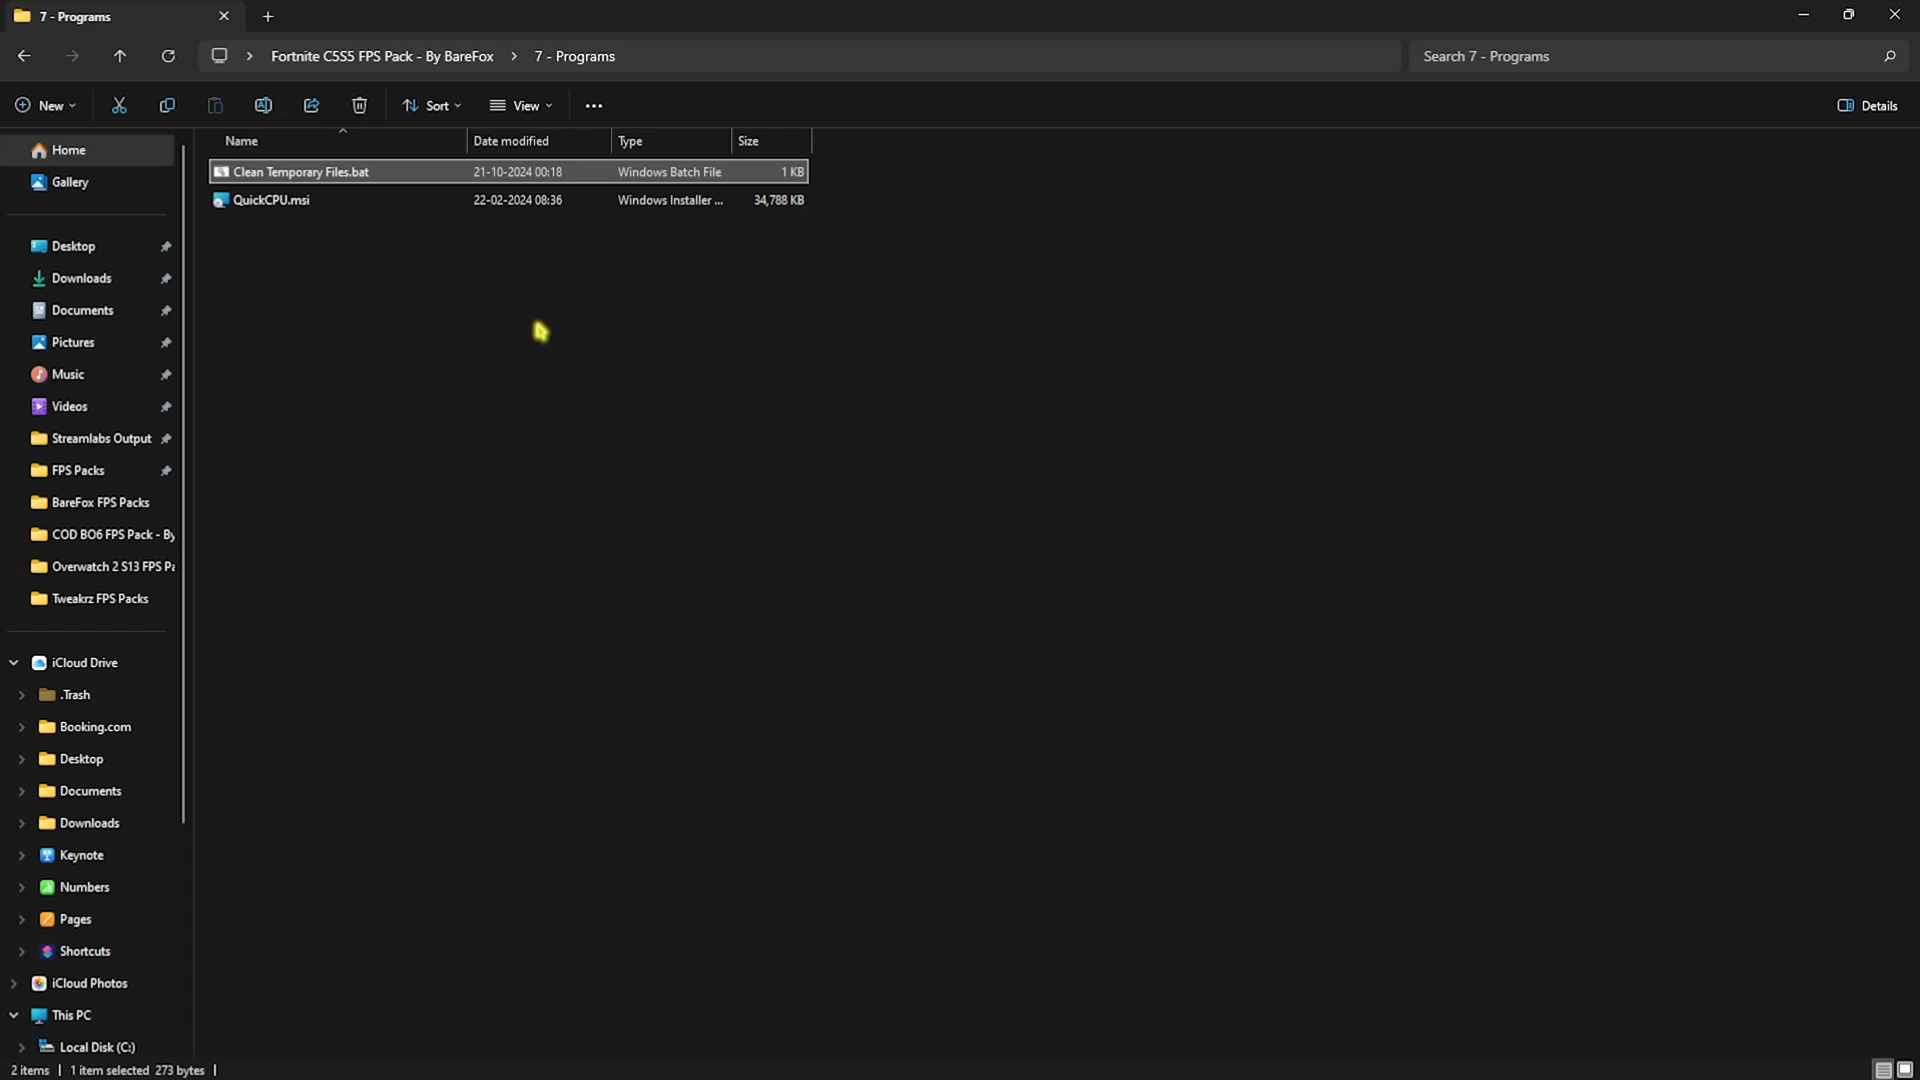 7 - Programs
Fortnite C5S5 FPS Pack - By BareFox > 7 - Programs
Search 7 - Programs
New
Sort
View
Details
Name Date modified Type Size
Clean Temporary Files.bat 21-10-2024 00:18 Windows Batch File 1 KB
QuickCPU.msi 22-02-2024 08:36 Windows Installer ... 34,788 KB
Home
Gallery
Desktop
Downloads
Documents
Pictures
Music
Videos
Streamlabs Output
FPS Packs
BareFox FPS Packs
COD BO6 FPS Pack - By
Overwatch 2 S13 FPS Pa
Tweakrz FPS Packs
iCloud Drive
.Trash
Booking.com
Desktop
Documents
Downloads
Keynote
Numbers
Pages
Shortcuts
iCloud Photos
This PC
Local Disk (C:)
2 items | 1 item selected 273 bytes |